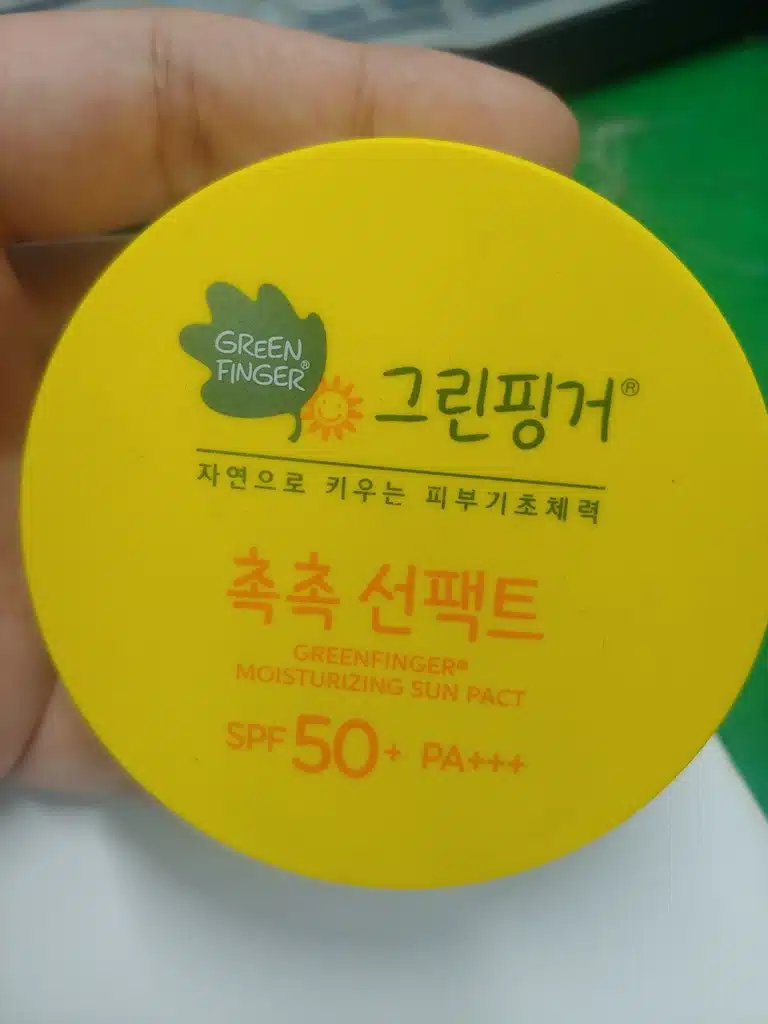 GREEN
FINGER®
그린핑거®
자연으로 키우는 피부기초체력
촉촉 선팩트
GREENFINGER®
MOISTURIZING SUN PACT
SPF 50+ PA+++